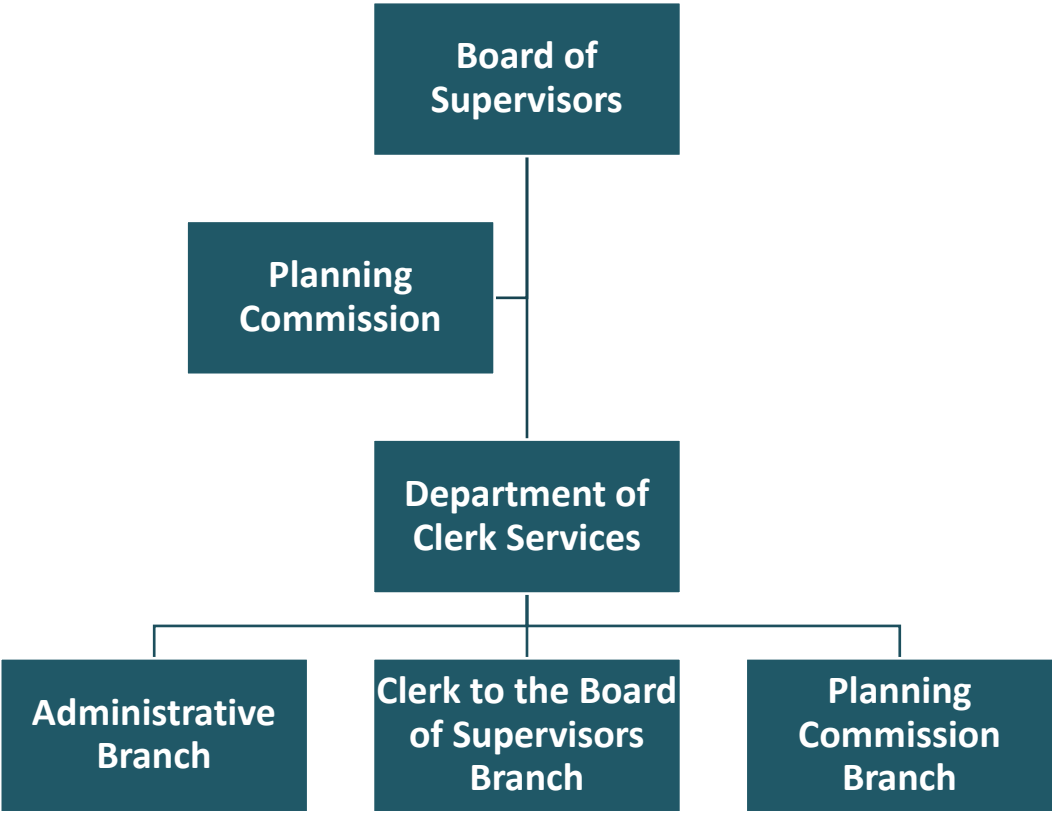 Board of
Supervisors
Planning
Commission
Department of
Clerk Services
Administrative
Branch
Clerk to the Board
of Supervisors
Branch
Planning
Commission
Branch